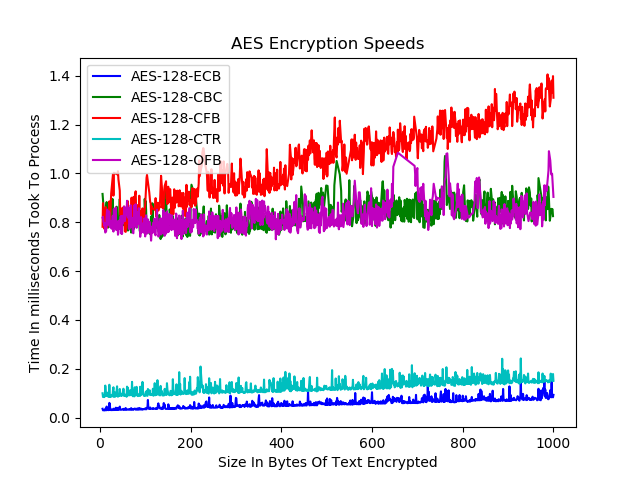 AES Encryption Speeds
AES-128-ECB
AES-128-CBC
AES-128-CFB
AES-128-CTR
AES-128-OFB
Time In milliseconds Took To Process
1.4
1.2
1.0
0.8
0.6
0.4
0.2
0.0
0 200 400 600 800 1000
Size In Bytes Of Text Encrypted